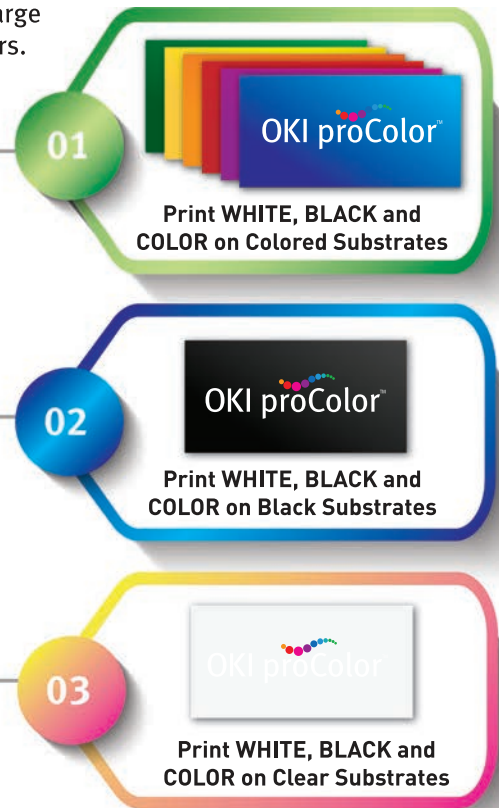 arge
rs.
01
OKI proColor™
Print WHITE, BLACK and
COLOR on Colored Substrates
02
OKI proColor™
Print WHITE, BLACK and
COLOR on Black Substrates
03
OKI proColor
Print WHITE, BLACK and
COLOR on Clear Substrates